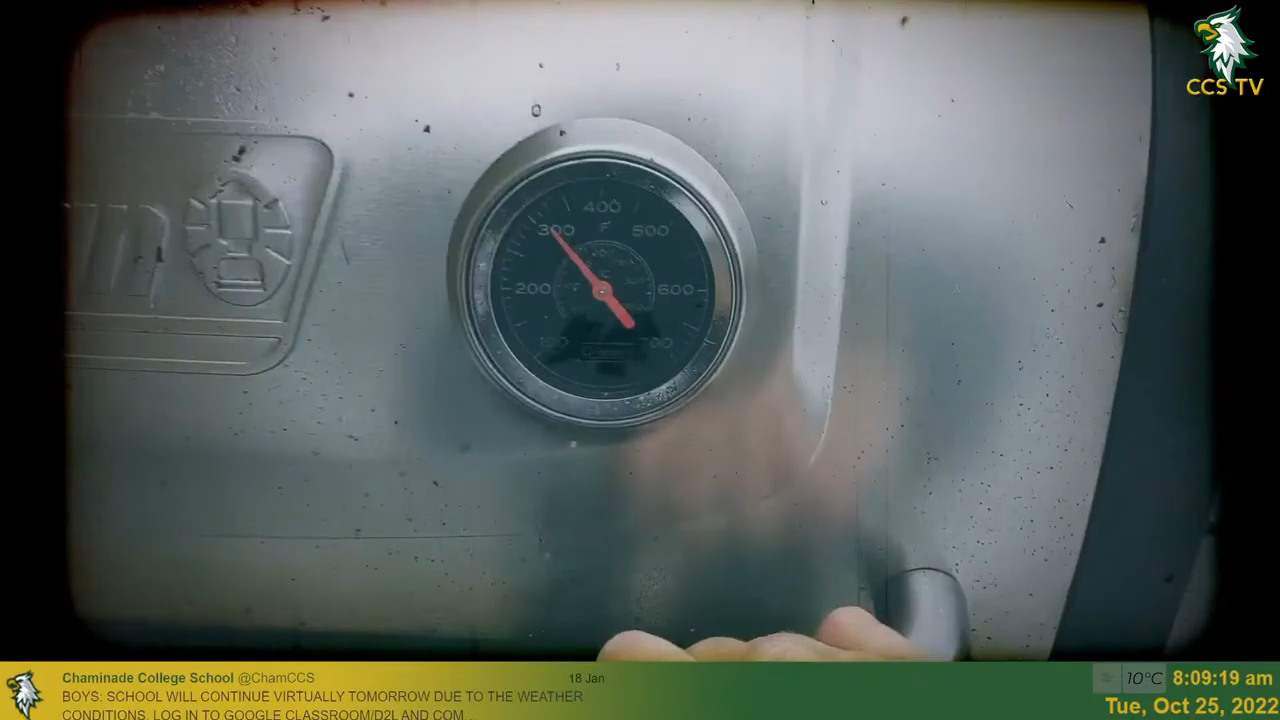 CCS TV
400
300
F
500
200
600
Chaminade College School @ChamCCS
18 Jan
BOYS: SCHOOL WILL CONTINUE VIRTUALLY TOMORROW DUE TO THE WEATHER
CONDITIONS. LOG IN TO GOOGLE CLASSROOM/D2L AND COM...
10°C
8:09:19 am
Tue, Oct 25, 2022